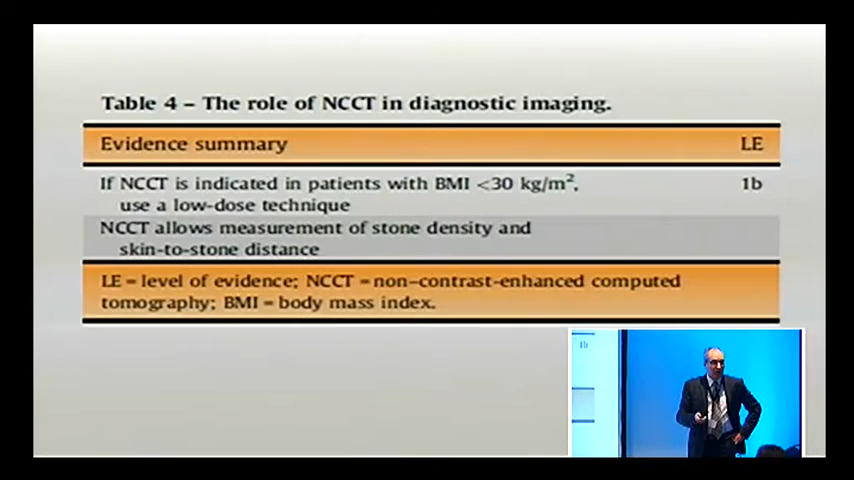 Table 4 – The role of NCCT in diagnostic imaging.
Evidence summary LE
If NCCT is indicated in patients with BMI <30 kg/m², 1b
use a low-dose technique
NCCT allows measurement of stone density and
skin-to-stone distance
LE = level of evidence; NCCT = non–contrast-enhanced computed
tomography; BMI = body mass index.
1b